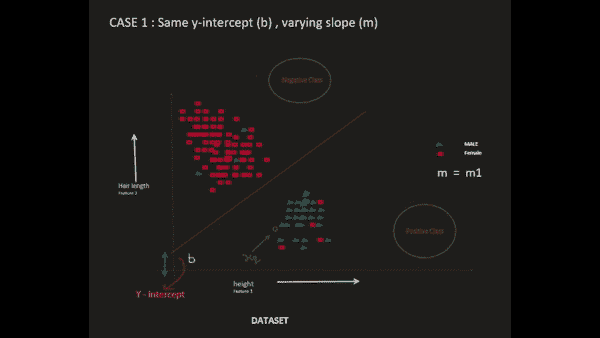 CASE 1 : Same y-intercept (b) , varying slope (m)
Negative Class
MALE
Female
m = m1
Hair length
Feature 2
Positive Class
b
height
Feature 1
Y - intercept
DATASET